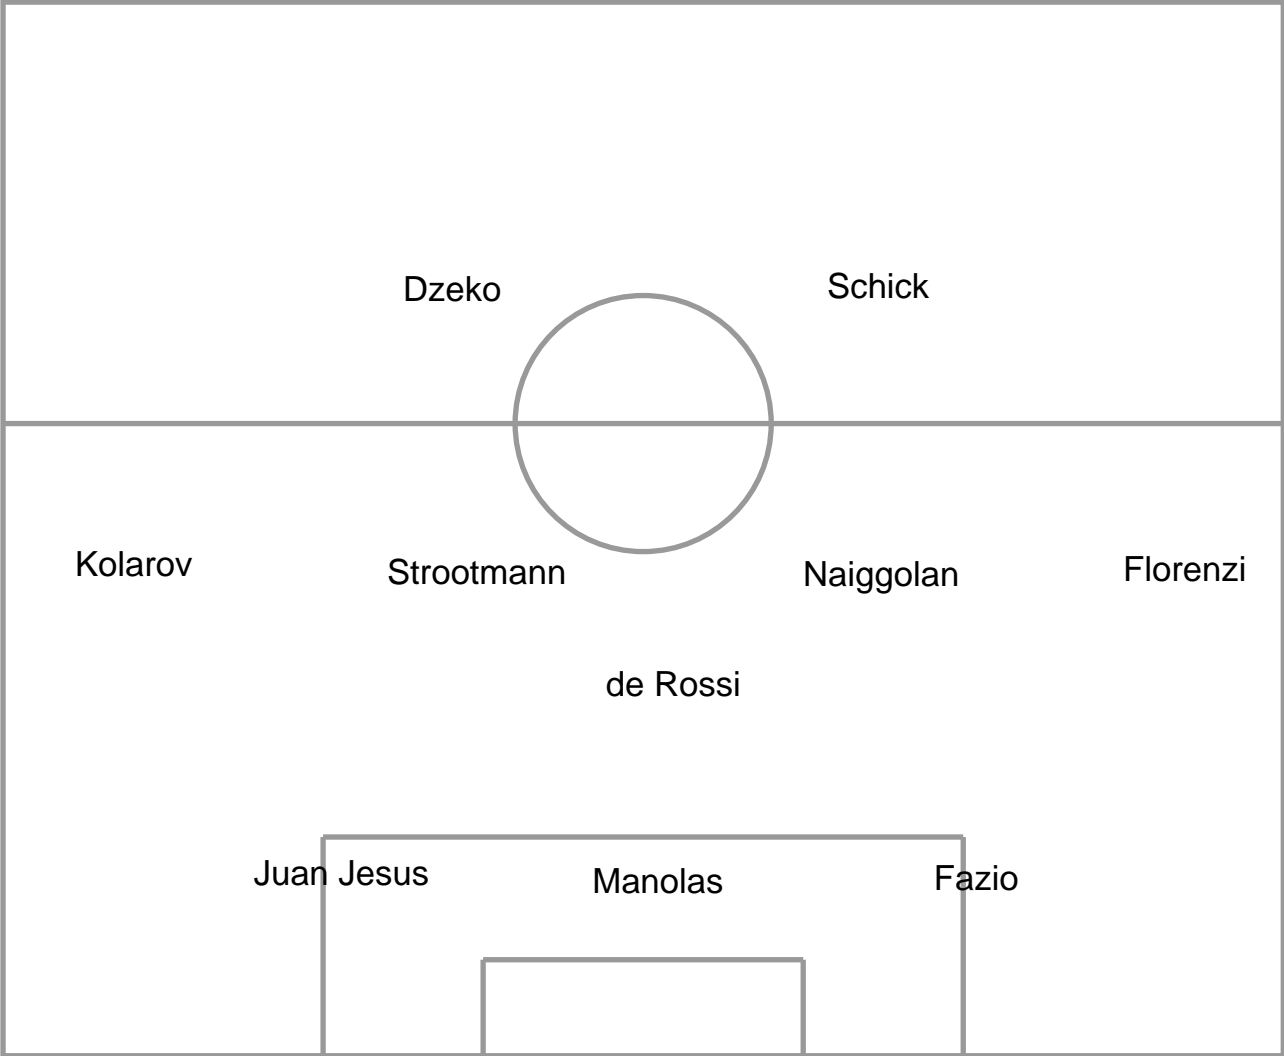 Dzeko
Schick
Kolarov
Strootmann
Naiggolan
Florenzi
de Rossi
Juan Jesus
Manolas
Fazio